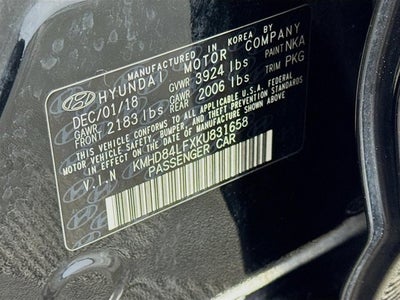 MANUFACTURED IN KOREA BY
HYUNDAI MOTOR COMPANY
DEC/01/18 GVWR 3924 lbs PAINT NKA
GAWR FRONT 2183 lbs GAWR REAR 2006 lbs TRIM PKG
THIS VEHICLE CONFORMS TO ALL APPLICABLE U.S.A. FEDERAL
MOTOR VEHICLE SAFETY BUMPER, AND THEFT PREVENTION STANDARDS
IN EFFECT ON THE DATE OF MANUFACTURE SHOWN ABOVE.
V.I.N KMHD84LFXKU831658
PASSENGER CAR